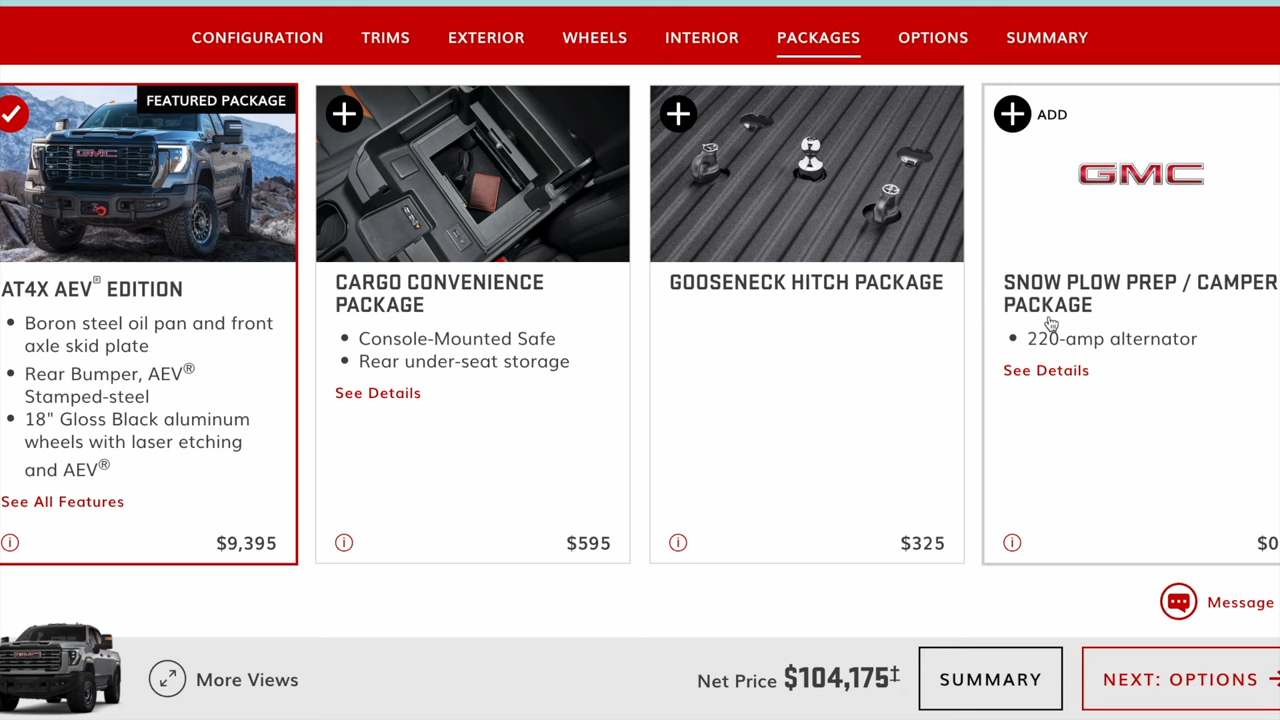 CONFIGURATION TRIMS EXTERIOR WHEELS INTERIOR PACKAGES OPTIONS SUMMARY
FEATURED PACKAGE
GMC
AT4X AEV® EDITION
• Boron steel oil pan and front
axle skid plate
• Rear Bumper, AEV®
Stamped-steel
• 18" Gloss Black aluminum
wheels with laser etching
and AEV®
See All Features
$9,395
CARGO CONVENIENCE
PACKAGE
• Console-Mounted Safe
• Rear under-seat storage
See Details
$595
GOOSENECK HITCH PACKAGE
$325
ADD
GMC
SNOW PLOW PREP / CAMPER
PACKAGE
• 220-amp alternator
See Details
$0
Message
More Views
Net Price $104,175‡
SUMMARY
NEXT: OPTIONS